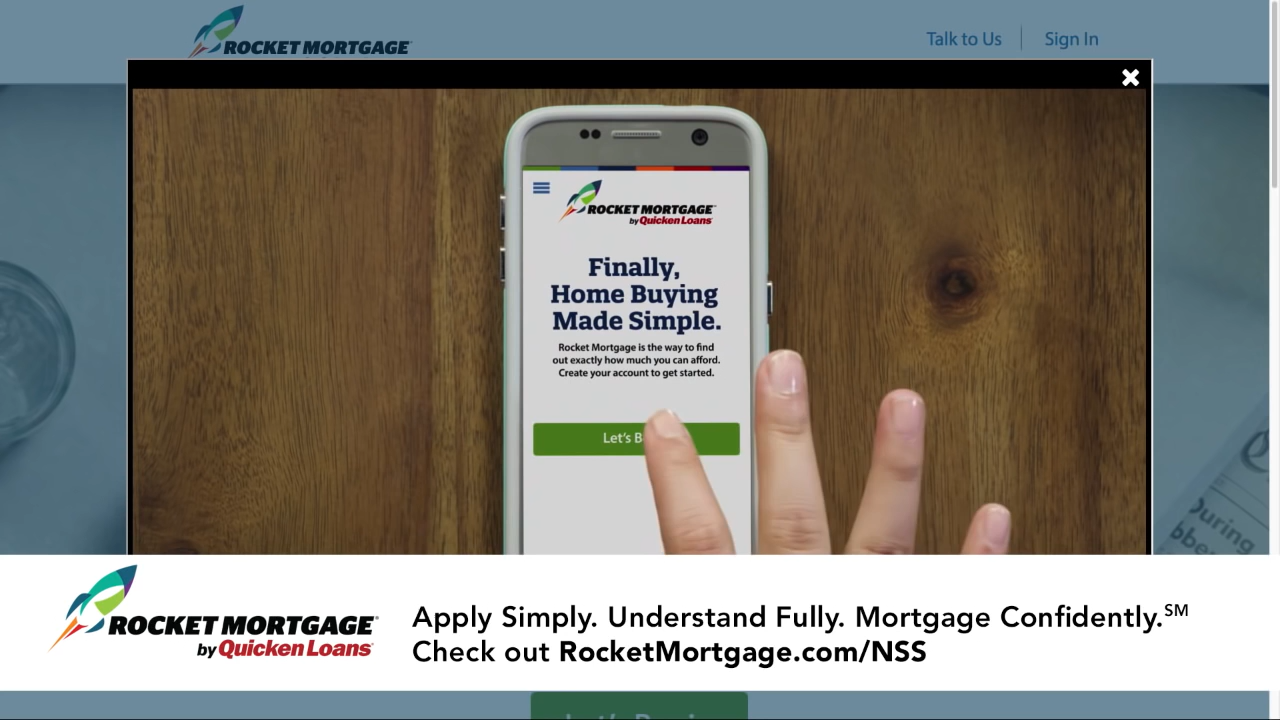 ROCKET MORTGAGE
Talk to Us
Sign In
ROCKET MORTGAGE
by Quicken Loans
Finally,
Home Buying
Made Simple.
Rocket Mortgage is the way to find
out exactly how much you can afford.
Create your account to get started.
Let's B
During
ROCKET MORTGAGE
by Quicken Loans
Apply Simply. Understand Fully. Mortgage Confidently.SM
Check out RocketMortgage.com/NSS